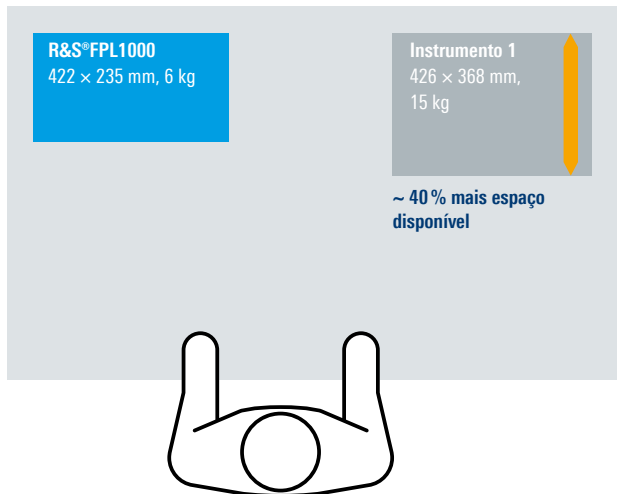 R&S®FPL1000
422 × 235 mm, 6 kg
Instrumento 1
426 × 368 mm,
15 kg
~ 40 % mais espaço
disponível